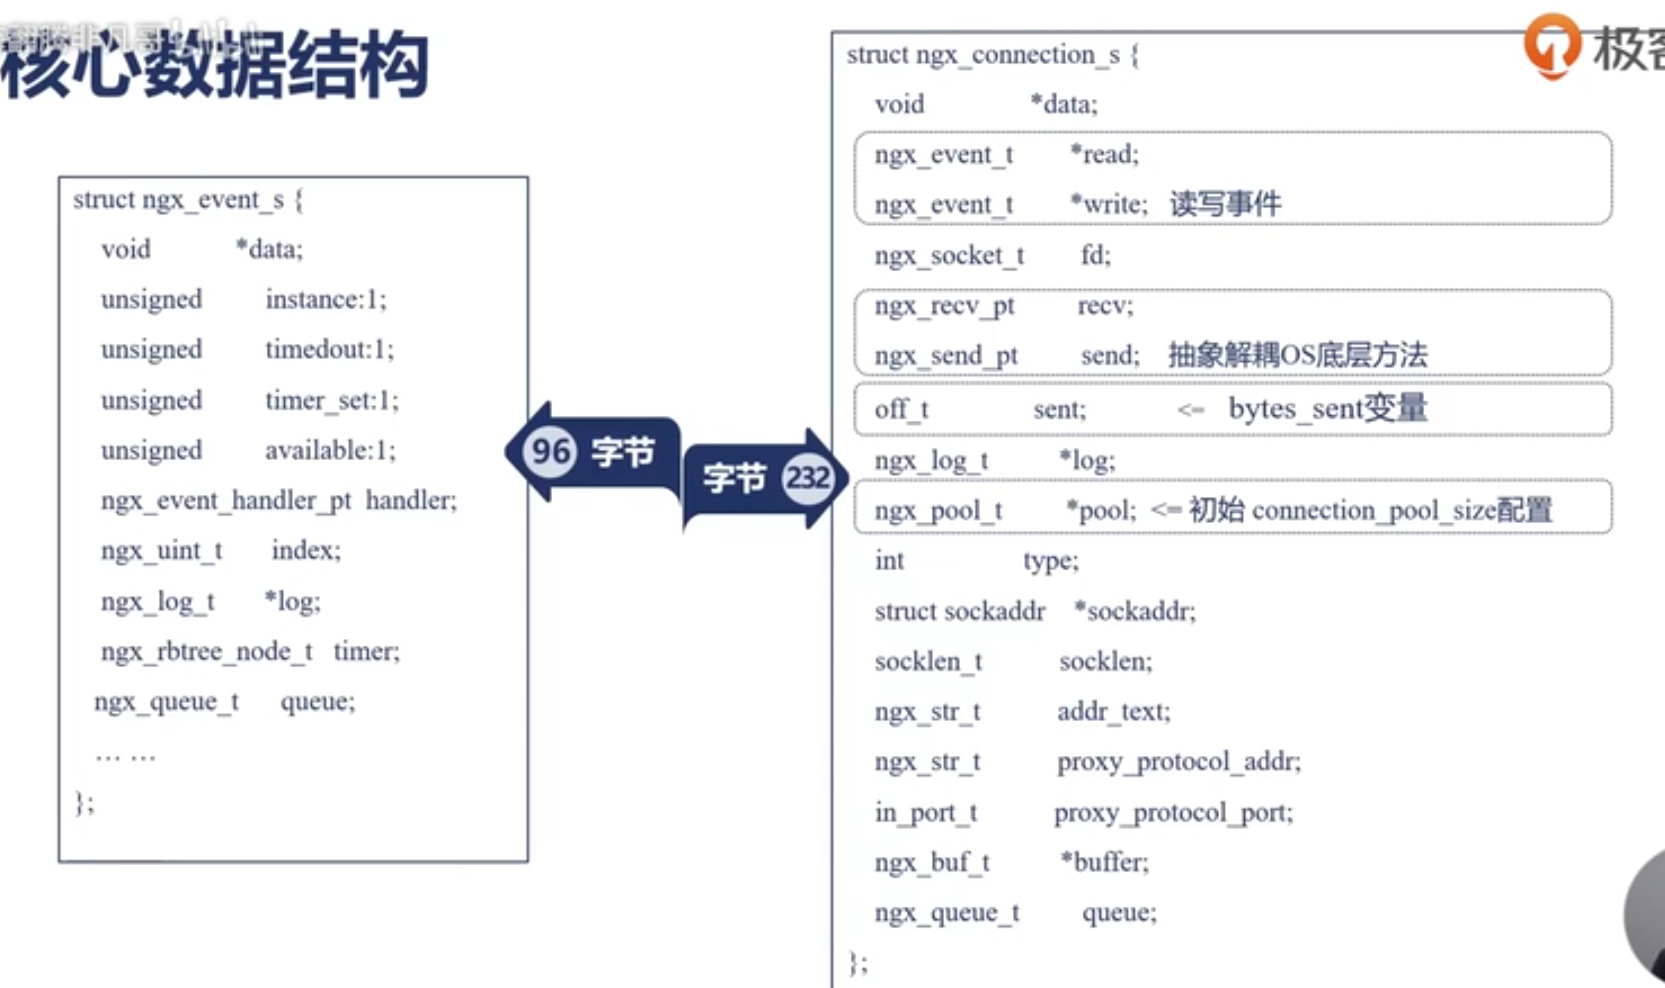 核心数据结构
struct ngx_event_s {
void *data;
unsigned instance:1;
unsigned timedout:1;
unsigned timer_set:1;
unsigned available:1;
ngx_event_handler_pt handler;
ngx_uint_t index;
ngx_log_t *log;
ngx_rbtree_node_t timer;
ngx_queue_t queue;
… …
};
96 字节
字节 232
struct ngx_connection_s {
void *data;
ngx_event_t *read;
ngx_event_t *write; 读写事件
ngx_socket_t fd;
ngx_recv_pt recv;
ngx_send_pt send; 抽象解耦OS底层方法
off_t sent; <= bytes_sent变量
ngx_log_t *log;
ngx_pool_t *pool; <= 初始 connection_pool_size配置
int type;
struct sockaddr *sockaddr;
socklen_t socklen;
ngx_str_t addr_text;
ngx_str_t proxy_protocol_addr;
in_port_t proxy_protocol_port;
ngx_buf_t *buffer;
ngx_queue_t queue;
};
极